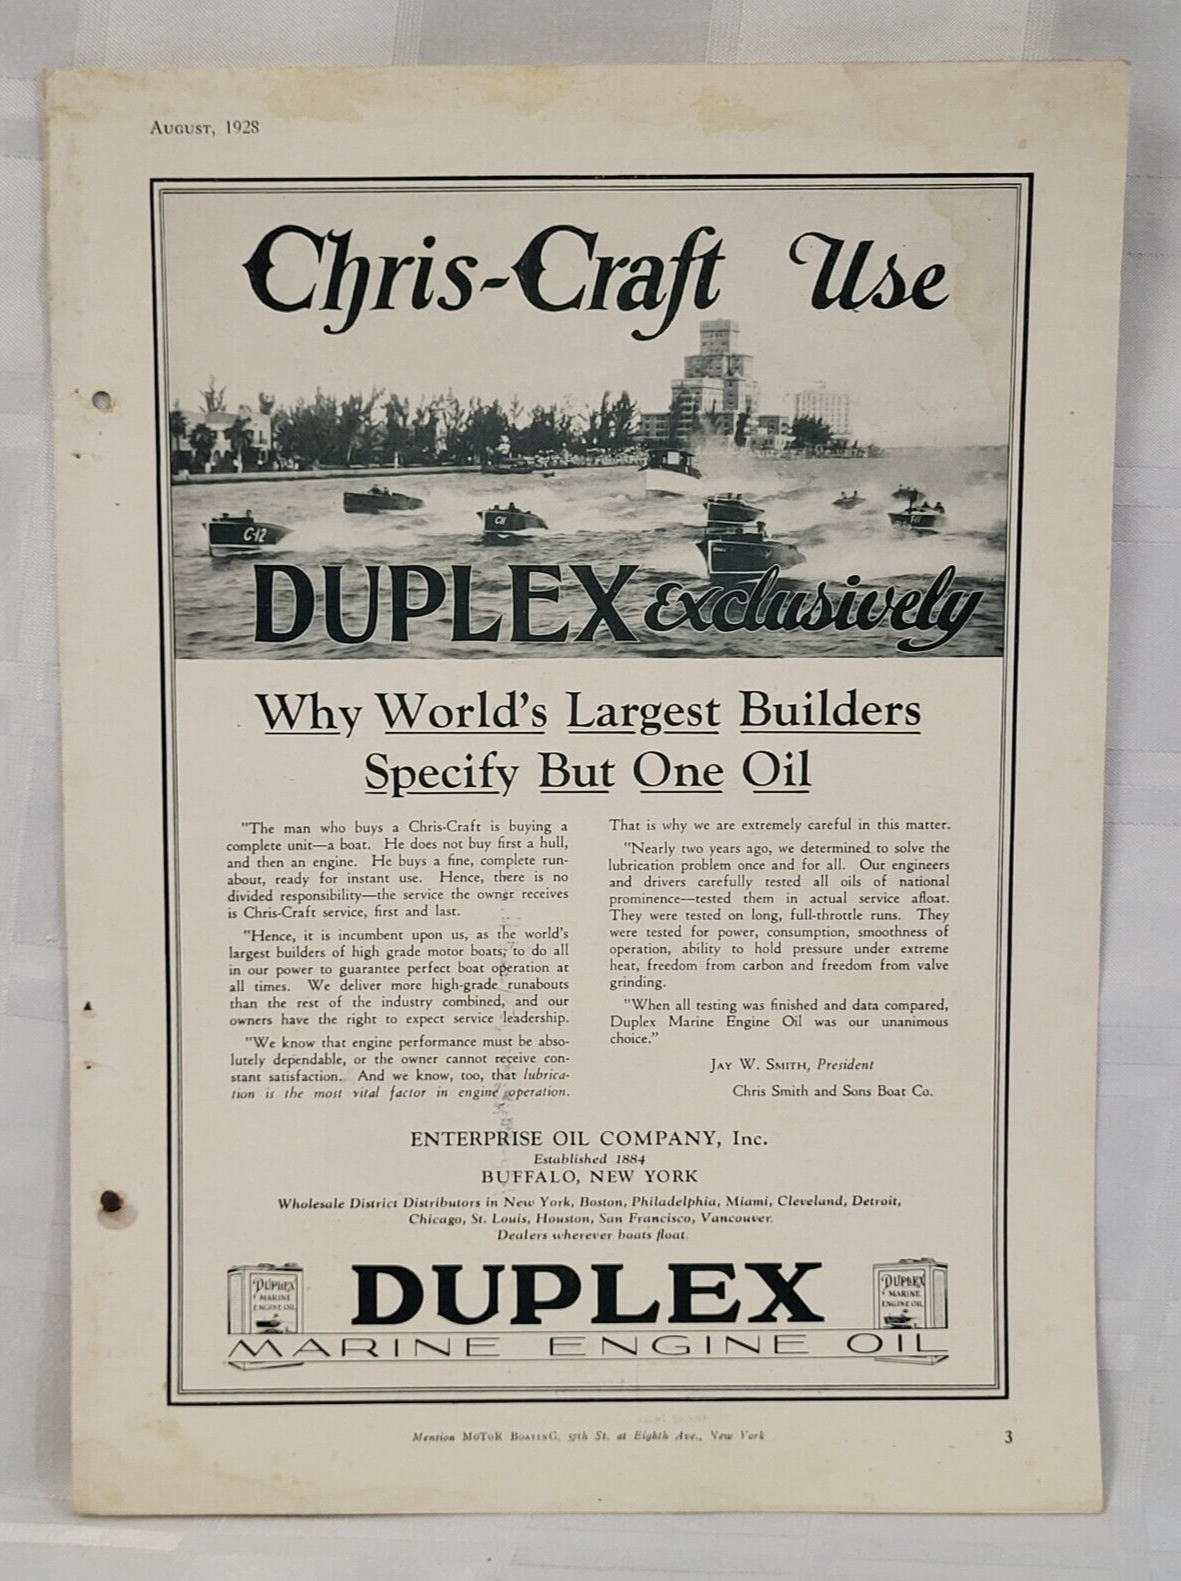 AUGUST, 1928
Chris-Craft Use
C-12
C11
DUPLEX Exclusively
Why World's Largest Builders
Specify But One Oil
"The man who buys a Chris-Craft is buying a
complete unit—a boat. He does not buy first a hull,
and then an engine. He buys a fine, complete run-
about, ready for instant use. Hence, there is no
divided responsibility—the service the owner receives
is Chris-Craft service, first and last.
"Hence, it is incumbent upon us, as the world's
largest builders of high grade motor boats, to do all
in our power to guarantee perfect boat operation at
all times. We deliver more high-grade runabouts
than the rest of the industry combined, and our
owners have the right to expect service leadership.
"We know that engine performance must be abso-
lutely dependable, or the owner cannot receive con-
stant satisfaction. And we know, too, that lubrica-
tion is the most vital factor in engine operation.
That is why we are extremely careful in this matter.
"Nearly two years ago, we determined to solve the
lubrication problem once and for all. Our engineers
and drivers carefully tested all oils of national
prominence—tested them in actual service afloat.
They were tested on long, full-throttle runs. They
were tested for power, consumption, smoothness of
operation, ability to hold pressure under extreme
heat, freedom from carbon and freedom from valve
grinding.
"When all testing was finished and data compared,
Duplex Marine Engine Oil was our unanimous
choice."
JAY W. SMITH, President
Chris Smith and Sons Boat Co.
ENTERPRISE OIL COMPANY, Inc.
Established 1884
BUFFALO, NEW YORK
Wholesale District Distributors in New York, Boston, Philadelphia, Miami, Cleveland, Detroit,
Chicago, St. Louis, Houston, San Francisco, Vancouver.
Dealers wherever boats float.
DUPLEX
MARINE
ENGINE OIL
DUPLEX
DUPLEX
MARINE
ENGINE OIL
MARINE ENGINE OIL
Mention MOTOR BOATING, 57th St. at Eighth Ave., New York
3